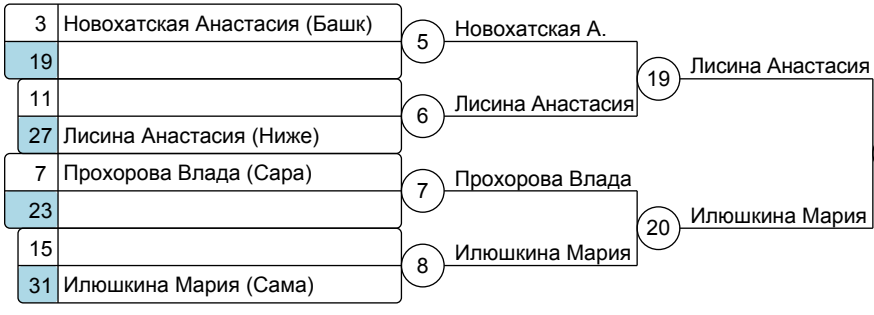 3 Новохатская Анастасия (Башк)
5 Новохатская А.
19
19 Лисина Анастасия
11
6 Лисина Анастасия
27 Лисина Анастасия (Ниже)
7 Прохорова Влада (Сара)
7 Прохорова Влада
23
20 Илюшкина Мария
15
8 Илюшкина Мария
31 Илюшкина Мария (Сама)